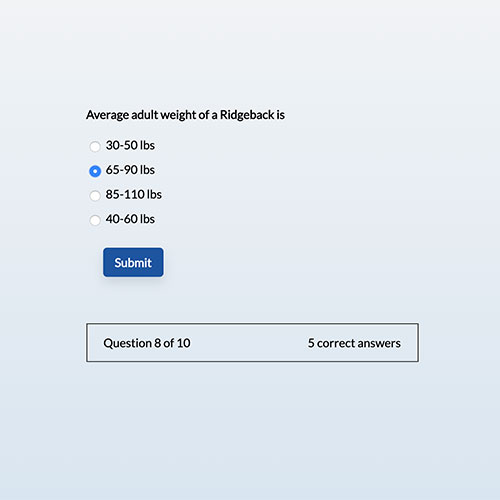 Average adult weight of a Ridgeback is
30-50 lbs
65-90 lbs
85-110 lbs
40-60 lbs
Submit
Question 8 of 10 5 correct answers